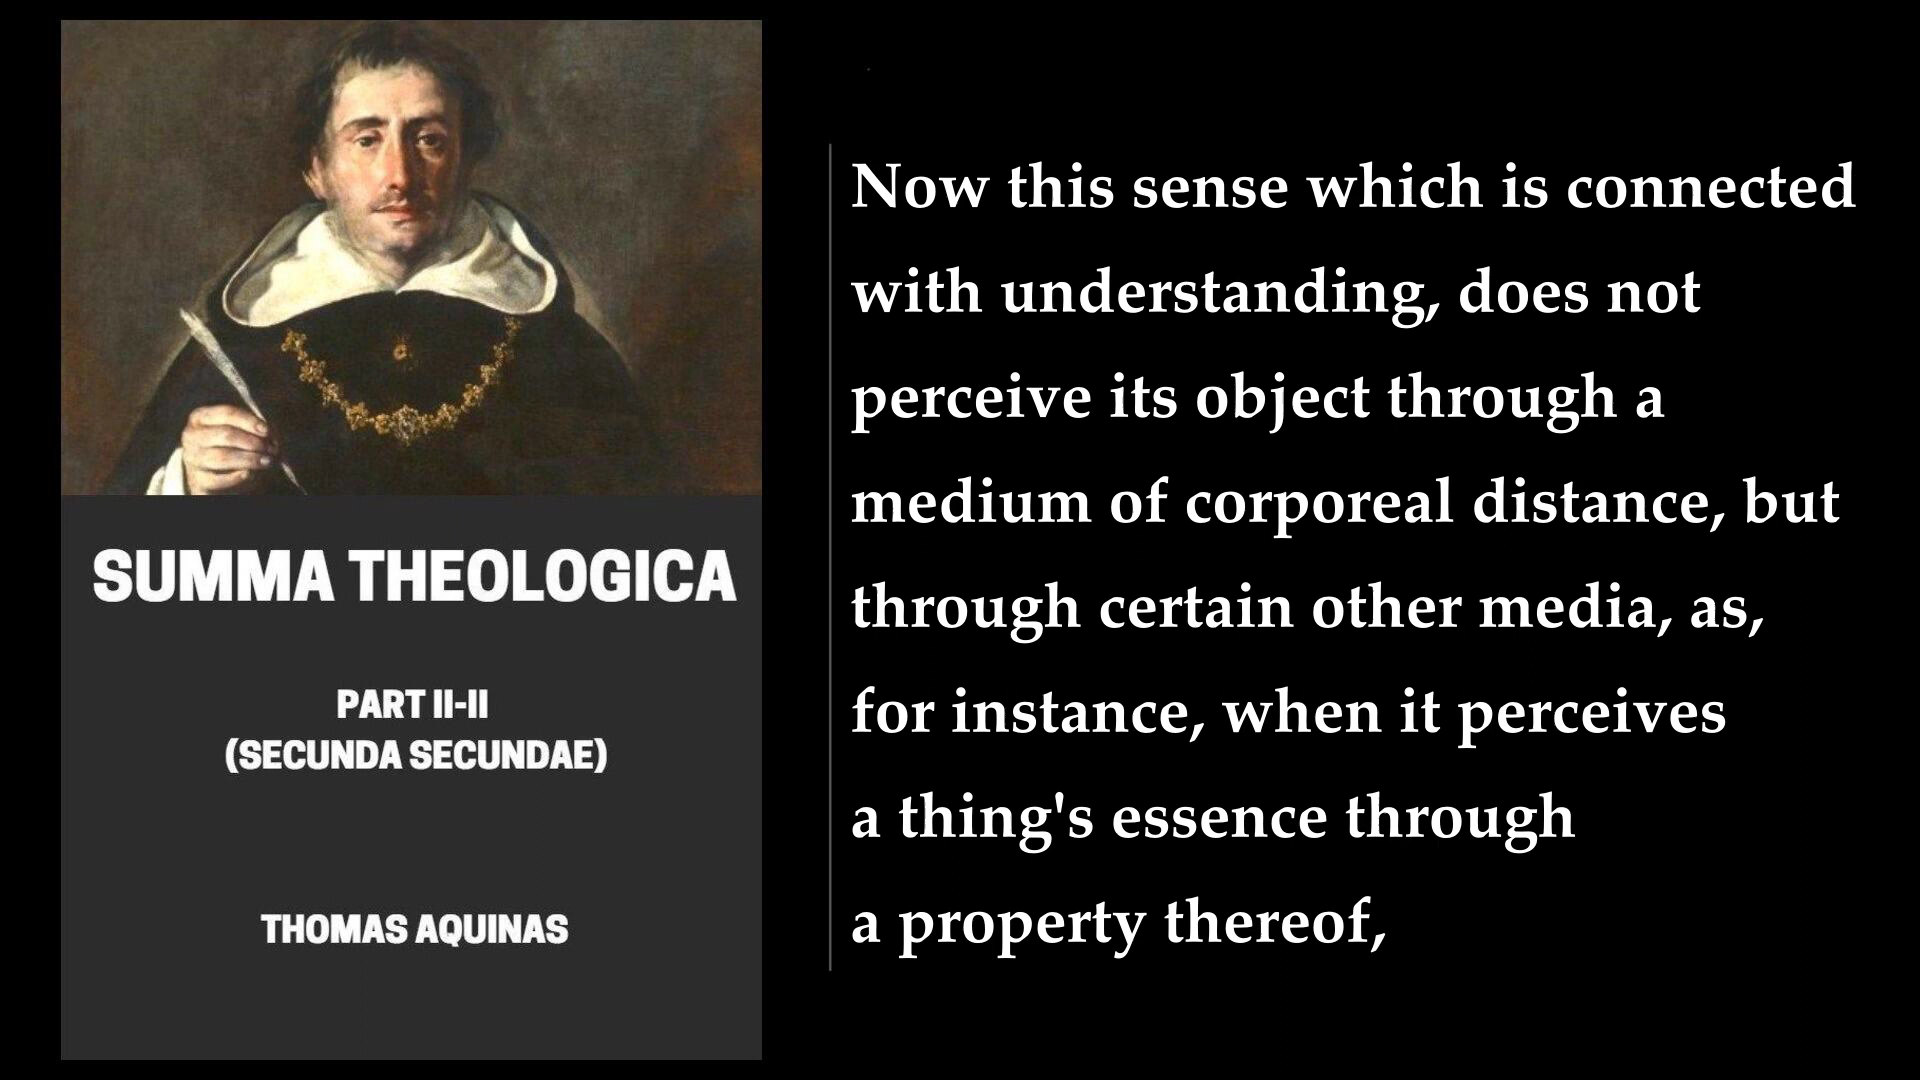 SUMMA THEOLOGICA
PART II-II
(SECUNDA SECUNDAE)
THOMAS AQUINAS
Now this sense which is connected
with understanding, does not
perceive its object through a
medium of corporeal distance, but
through certain other media, as,
for instance, when it perceives
a thing's essence through
a property thereof,